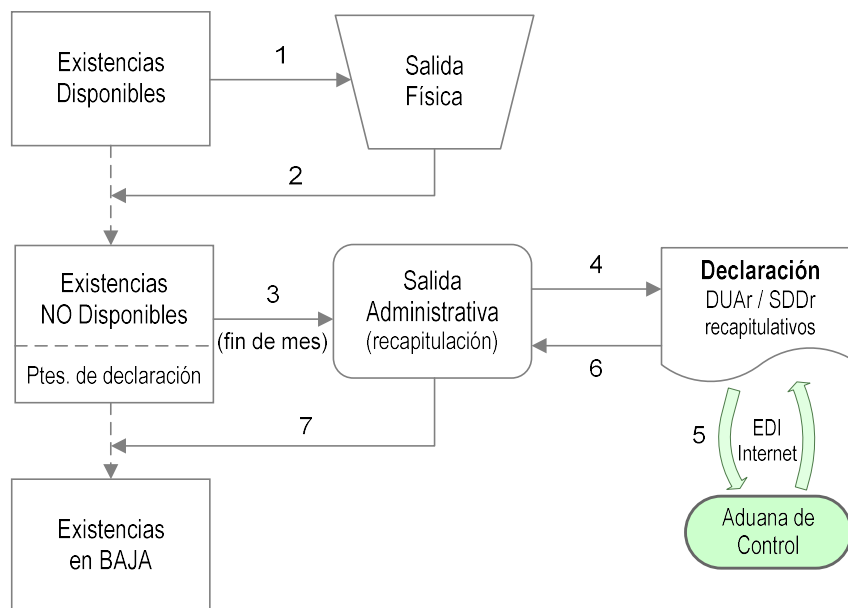 Existencias
Disponibles
1
Salida
Física
2
Existencias
NO Disponibles
Ptes. de declaración
3
(fin de mes)
Salida
Administrativa
(recapitulación)
4
Declaración
DUAr / SDDr
recapitulativos
6
7
5
EDI
Internet
Existencias
en BAJA
Aduana de
Control